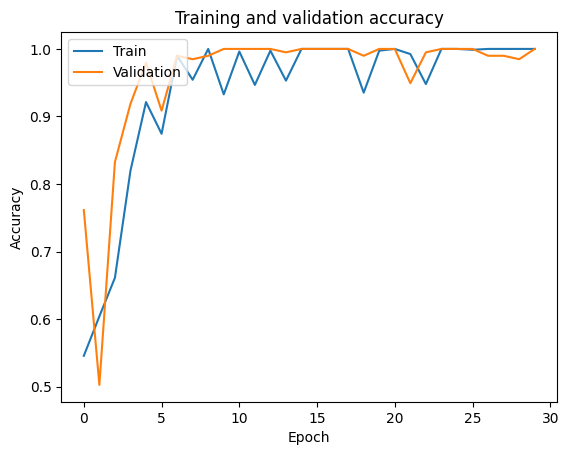 Training and validation accuracy
Train
Validation
1.0
0.9
0.8
0.7
0.6
0.5
Accuracy
0 5 10 15 20 25 30
Epoch